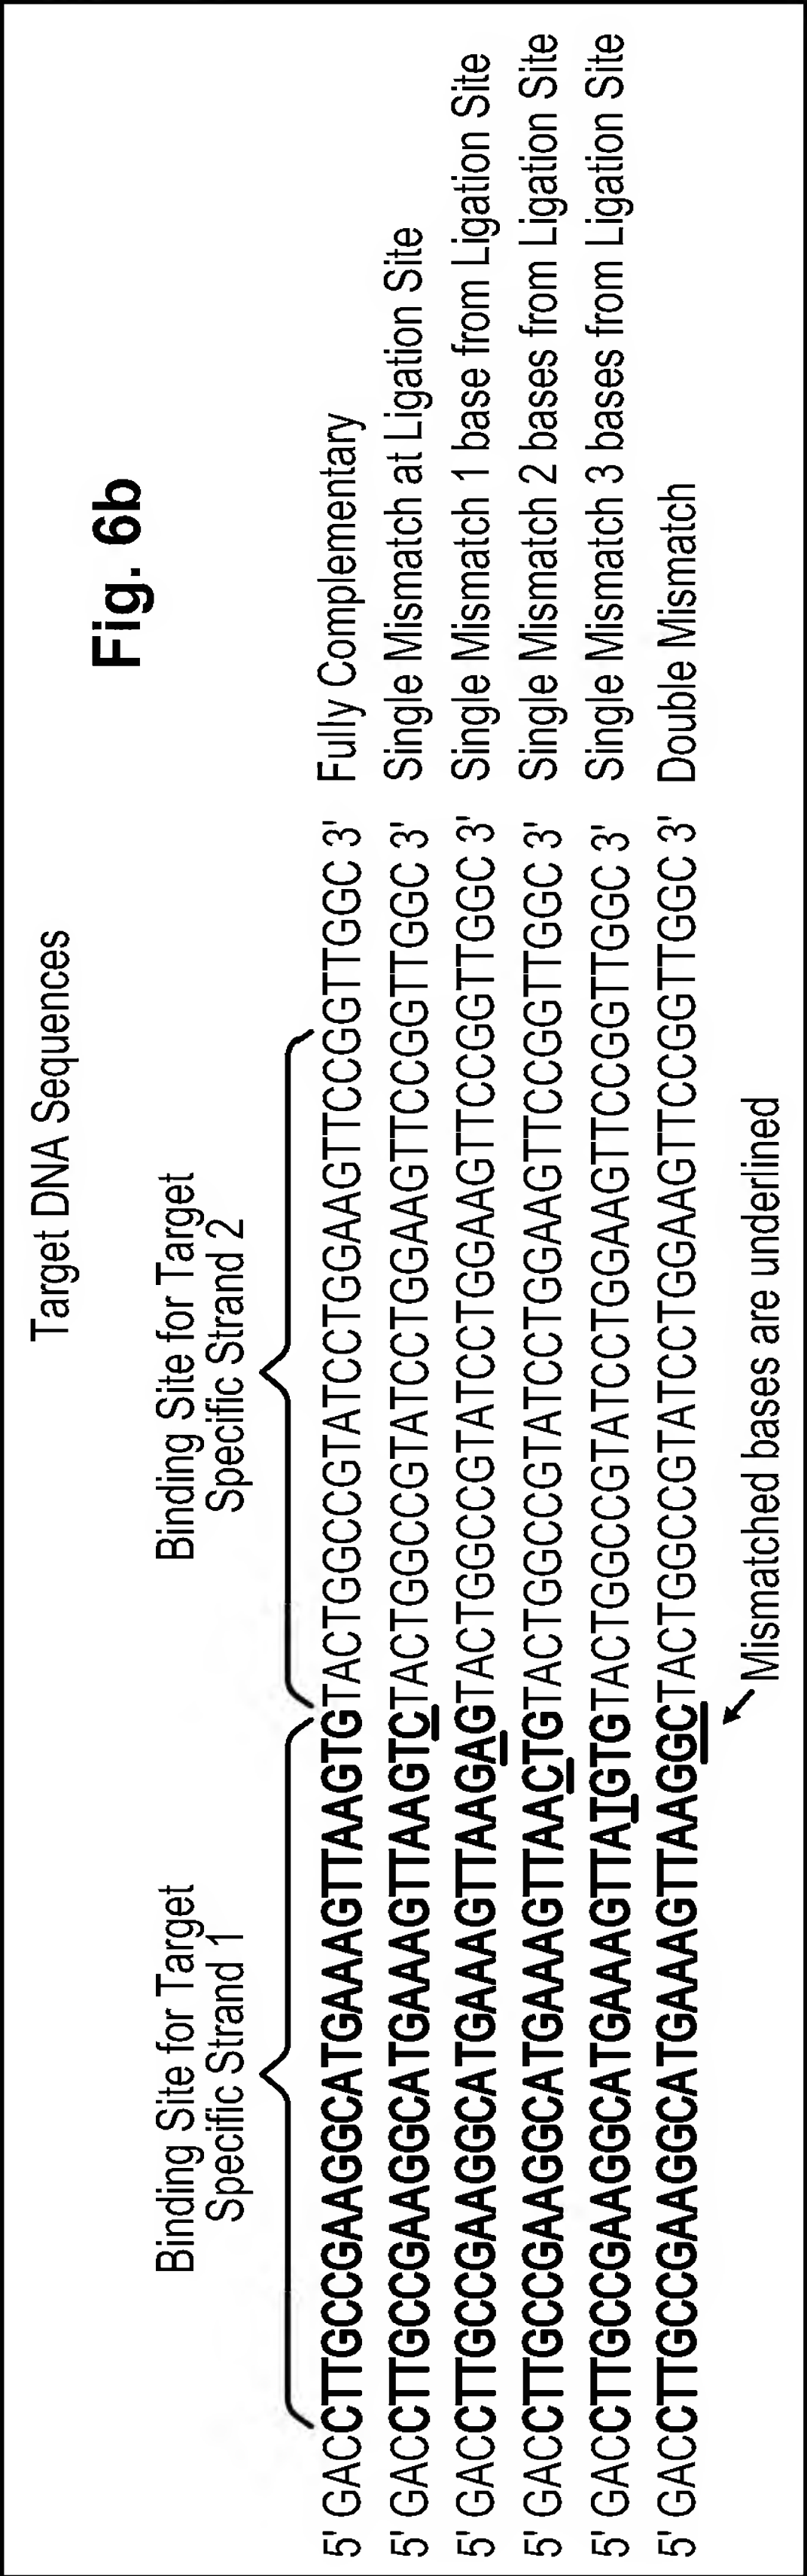 Target DNA Sequences
Fig. 6b
Binding Site for Target
Specific Strand 1
Binding Site for Target
Specific Strand 2
5' GACCTTGCCGAAGGCATGAAAGTTAAGTGTACTGGCCGTATCCTGGAAGTTCCGGTTGGC 3' Fully Complementary
5' GACCTTGCCGAAGGCATGAAAGTTAAGTCTACTGGCCGTATCCTGGAAGTTCCGGTTGGC 3' Single Mismatch at Ligation Site
5' GACCTTGCCGAAGGCATGAAAGTTAAGAGTACTGGCCGTATCCTGGAAGTTCCGGTTGGC 3' Single Mismatch 1 base from Ligation Site
5' GACCTTGCCGAAGGCATGAAAGTTAACTGTACTGGCCGTATCCTGGAAGTTCCGGTTGGC 3' Single Mismatch 2 bases from Ligation Site
5' GACCTTGCCGAAGGCATGAAAGTTATGTGTACTGGCCGTATCCTGGAAGTTCCGGTTGGC 3' Single Mismatch 3 bases from Ligation Site
5' GACCTTGCCGAAGGCATGAAAGTTAAGGCTACTGGCCGTATCCTGGAAGTTCCGGTTGGC 3' Double Mismatch
Mismatched bases are underlined